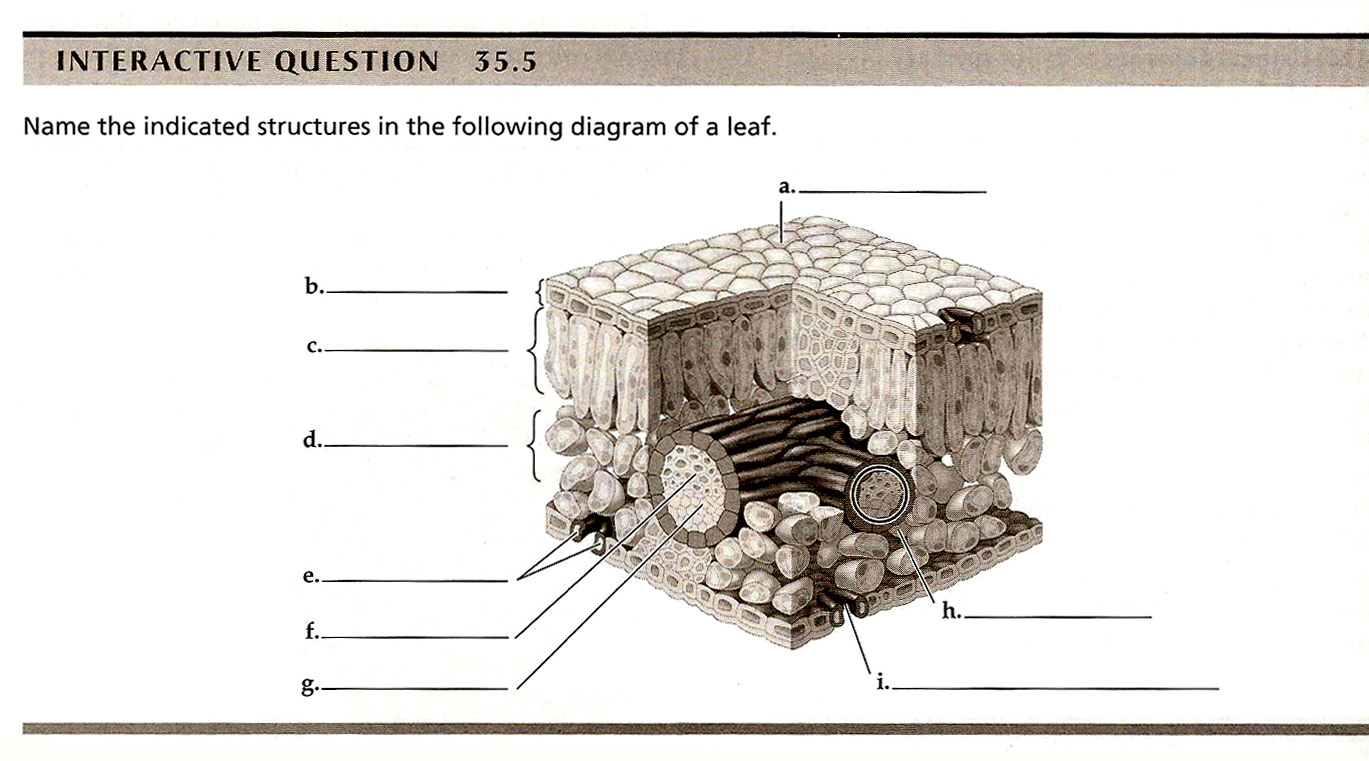 INTERACTIVE QUESTION 35.5
Name the indicated structures in the following diagram of a leaf.
a.
b.
c.
d.
e.
f.
g.
h.
i.